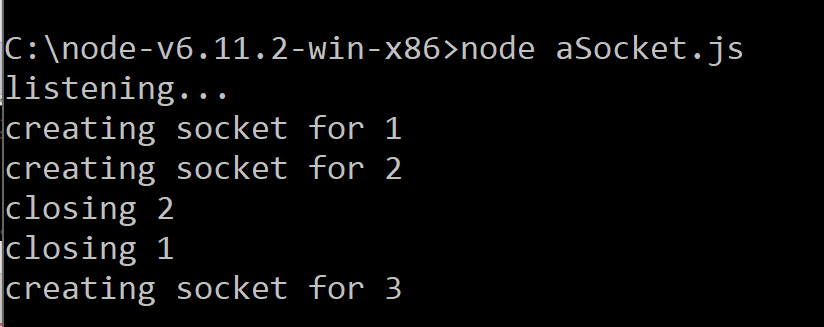 C:\node-v6.11.2-win-x86>node aSocket.js
listening...
creating socket for 1
creating socket for 2
closing 2
closing 1
creating socket for 3